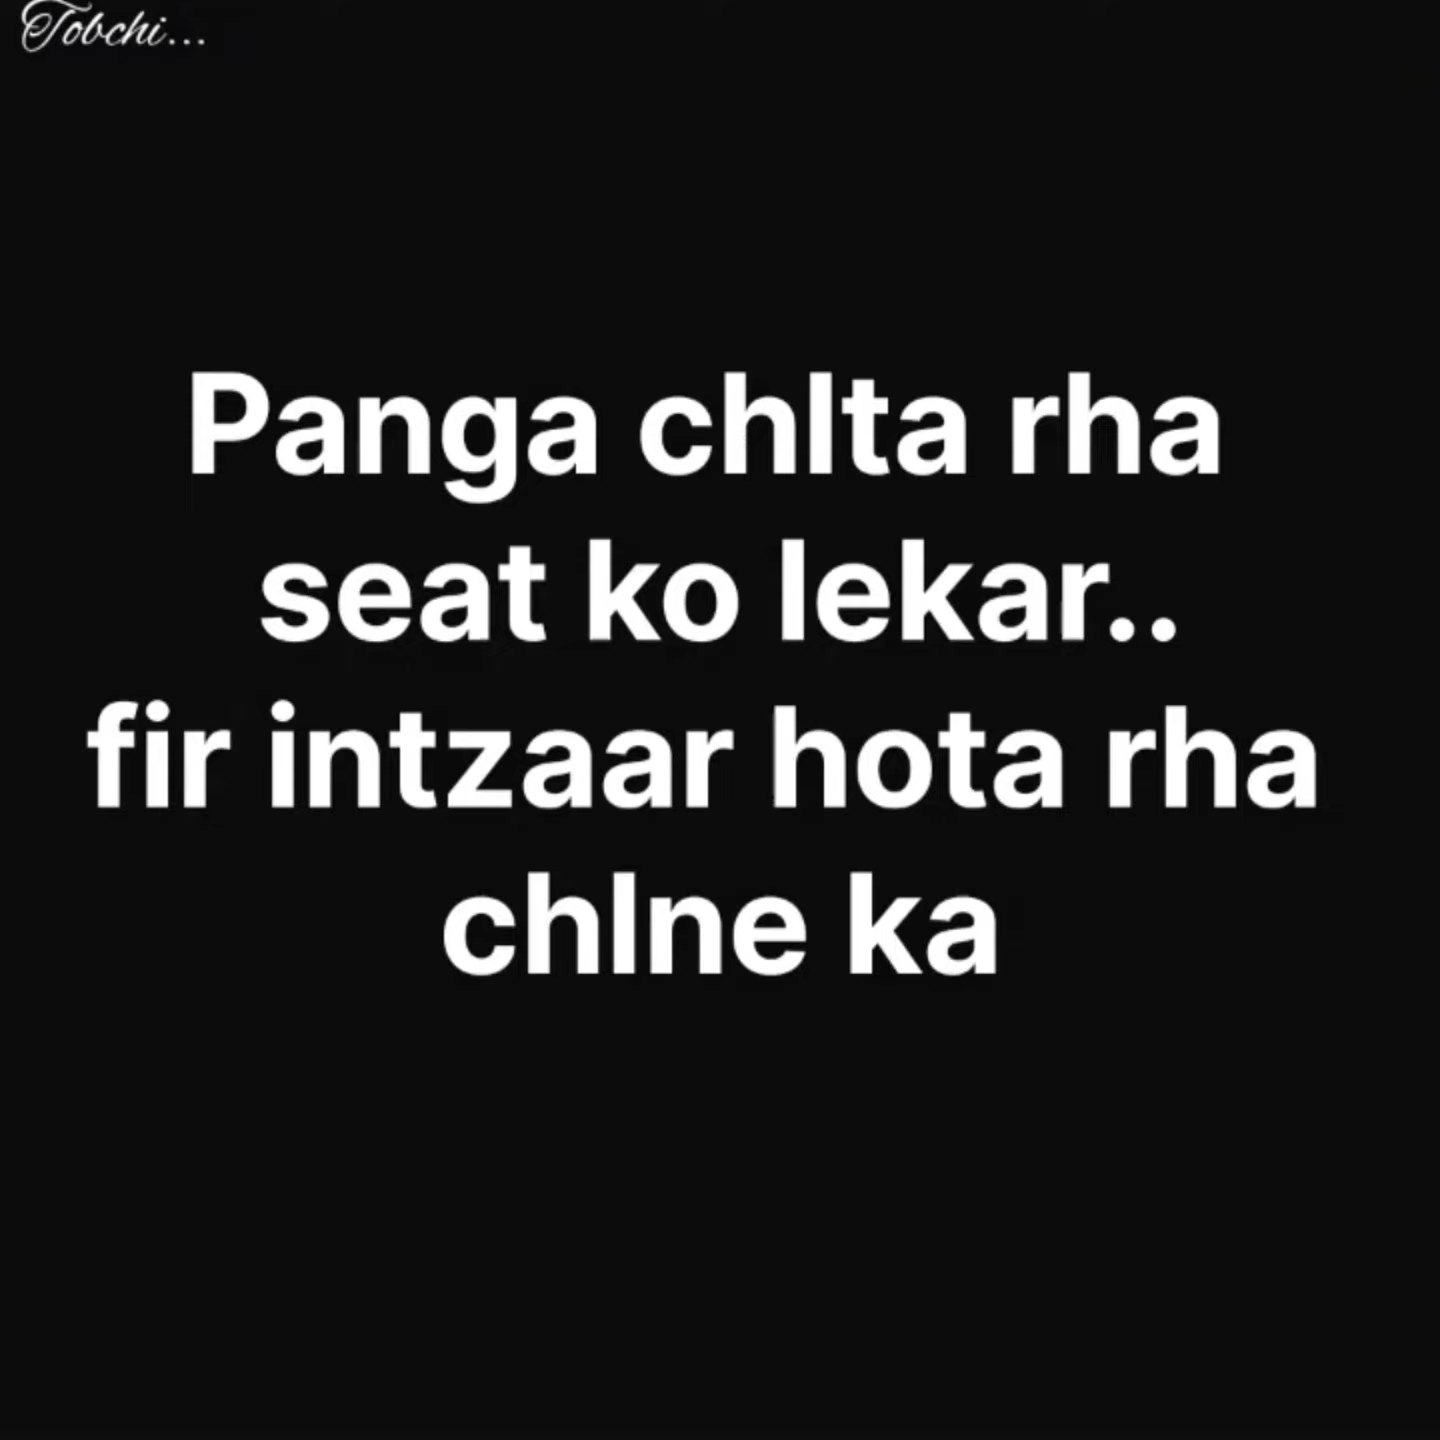 Tobchi...
Panga chlta rha
seat ko lekar..
fir intzaar hota rha
chlne ka